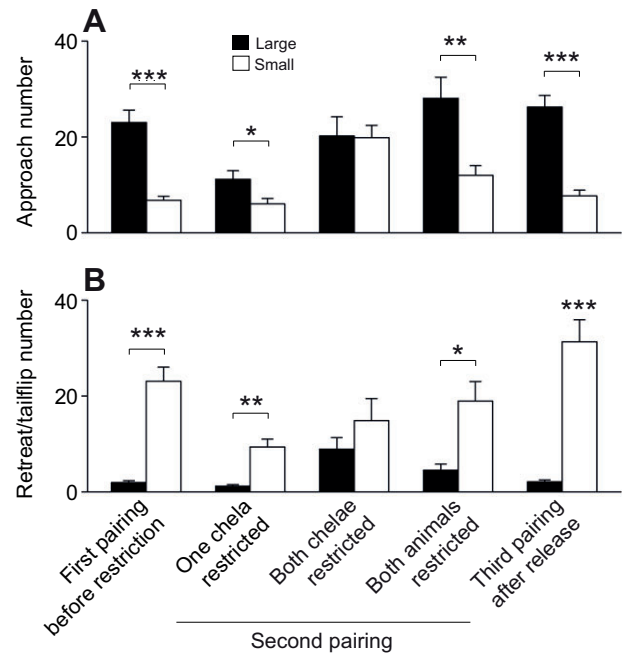 A
Approach number
40
20
0
Large
Small
***
*
**
***
B
Retreat/tailflip number
40
20
0
***
**
*
***
First pairing
before restriction
One chela
restricted
Both chelae
restricted
Both animals
restricted
Third pairing
after release
Second pairing